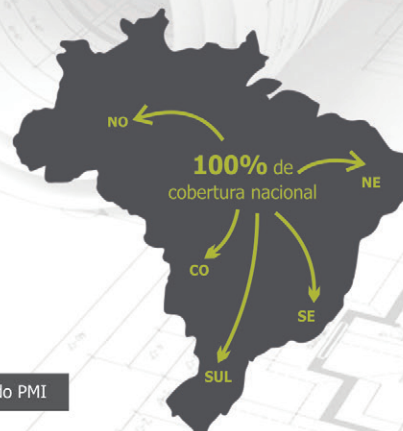 NO
100% de
cobertura nacional
NE
CO
SE
SUL
do PMI